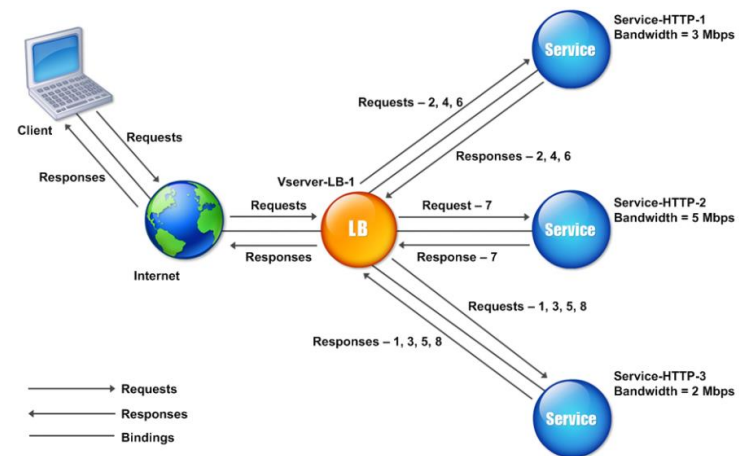 Service-HTTP-1
Bandwidth = 3 Mbps
Service
Requests – 2, 4, 6
Client
Requests
Responses – 2, 4, 6
Responses
Vserver-LB-1
Requests
Request – 7
Service-HTTP-2
Bandwidth = 5 Mbps
LB
Service
Responses
Response – 7
Internet
Requests – 1, 3, 5, 8
Responses – 1, 3, 5, 8
Service-HTTP-3
Bandwidth = 2 Mbps
Requests
Service
Responses
Bindings